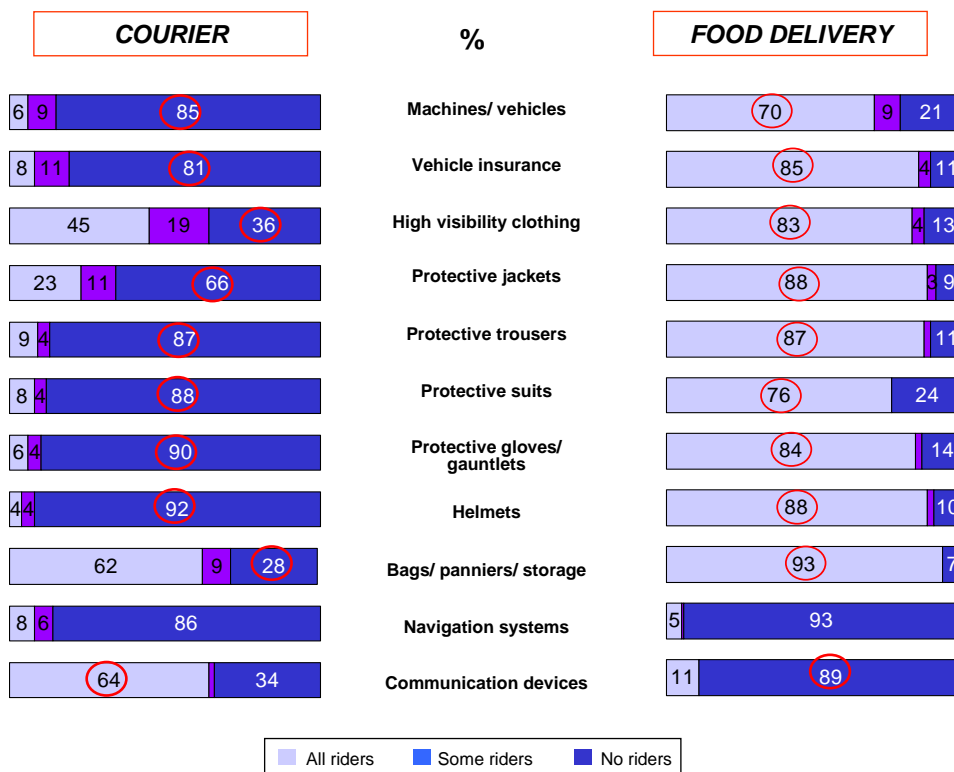 COURIER % FOOD DELIVERY
6 9 85 Machines/ vehicles 70 9 21
8 11 81 Vehicle insurance 85 4 11
45 19 36 High visibility clothing 83 4 13
23 11 66 Protective jackets 88 3 9
9 4 87 Protective trousers 87 11
8 4 88 Protective suits 76 24
6 4 90 Protective gloves/ 84 14
gauntlets
4 4 92 Helmets 88 10
62 9 28 Bags/ panniers/ storage 93 7
8 6 86 Navigation systems 5 93
64 34 Communication devices 11 89
All riders Some riders No riders